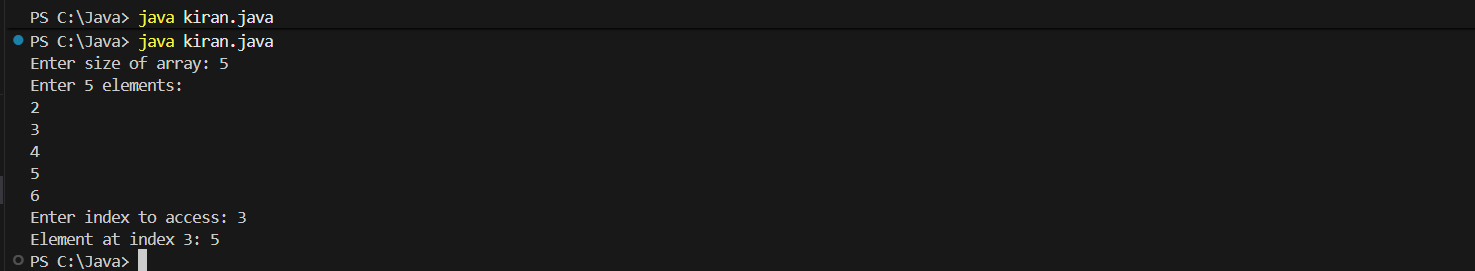 PS C:\Java> java kiran.java
PS C:\Java> java kiran.java
Enter size of array: 5
Enter 5 elements:
2
3
4
5
6
Enter index to access: 3
Element at index 3: 5
PS C:\Java>